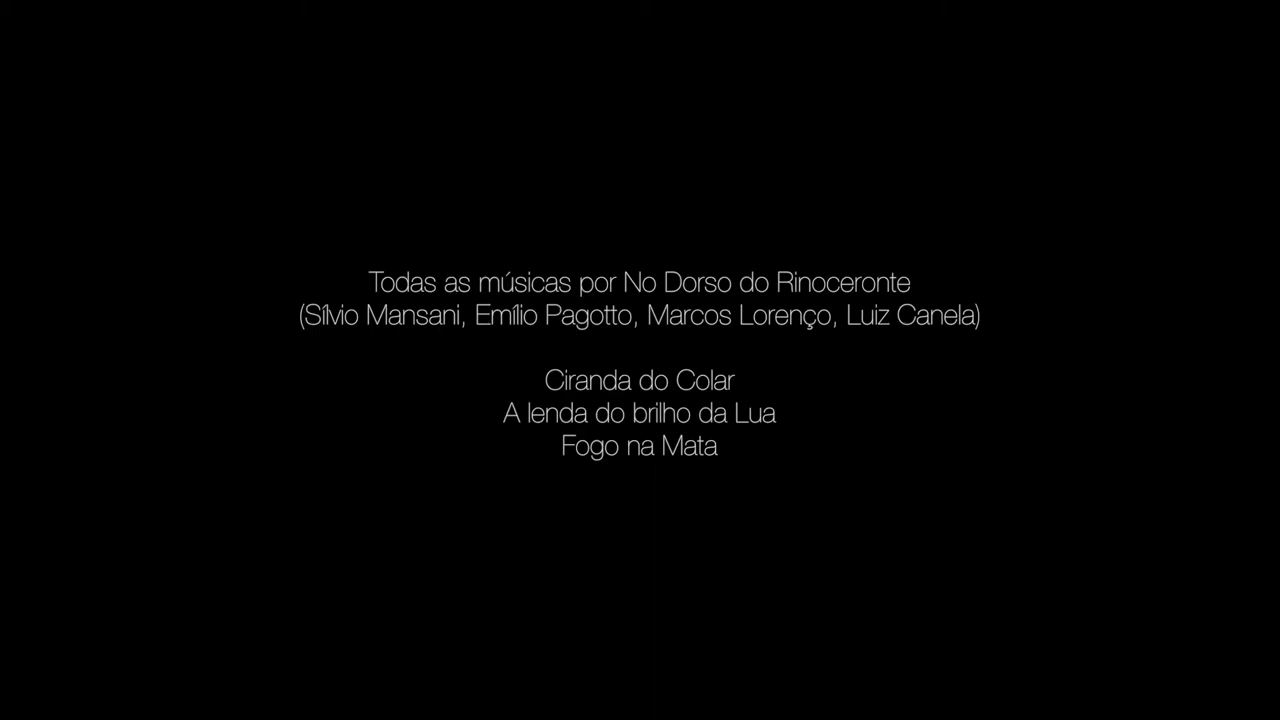 Todas as músicas por No Dorso do Rinoceronte
(Sílvio Mansani, Emílio Pagotto, Marcos Lorenço, Luiz Canela)
Ciranda do Colar
A lenda do brilho da Lua
Fogo na Mata